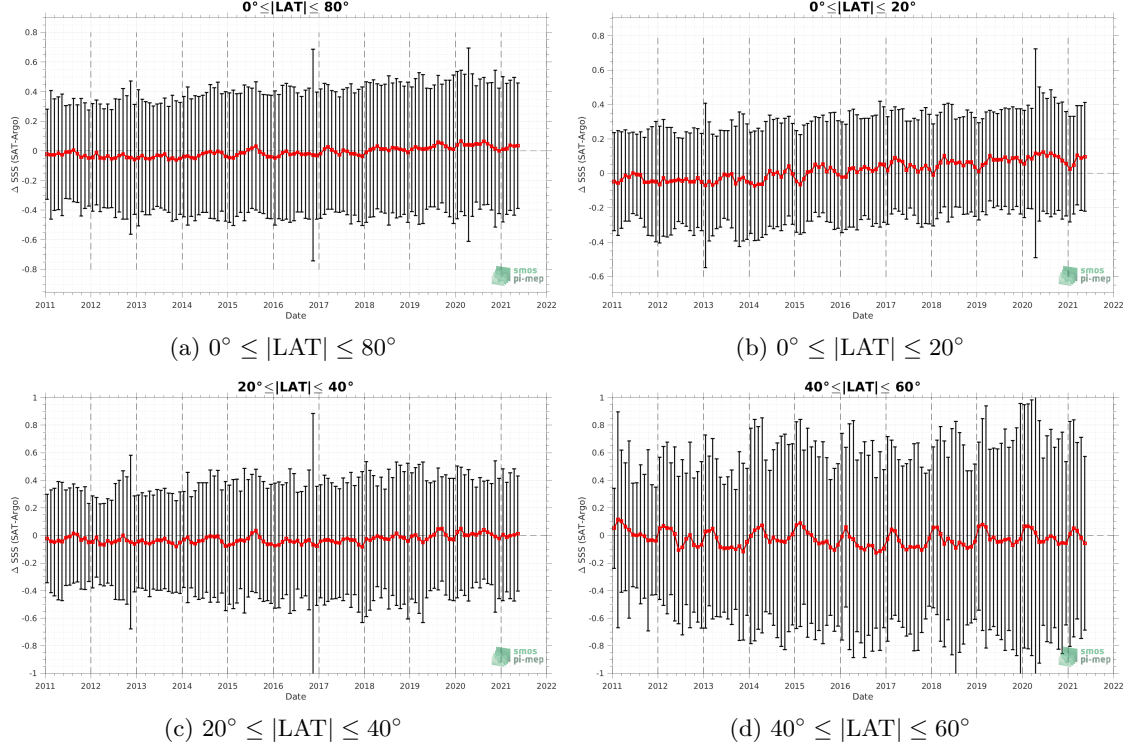 0°≤|LAT|≤ 80°
0.8
0.6
0.4
0.2
0
-0.2
-0.4
-0.6
-0.8
Δ SSS (SAT-Argo)
smos
pi-mep
2011 2012 2013 2014 2015 2016 2017 2018 2019 2020 2021 2022
Date
(a) 0° ≤ |LAT| ≤ 80°
0°≤|LAT|≤ 20°
0.8
0.6
0.4
0.2
0
-0.2
-0.4
-0.6
Δ SSS (SAT-Argo)
smos
pi-mep
2011 2012 2013 2014 2015 2016 2017 2018 2019 2020 2021 2022
Date
(b) 0° ≤ |LAT| ≤ 20°
20°≤|LAT|≤ 40°
1
0.8
0.6
0.4
0.2
0
-0.2
-0.4
-0.6
-0.8
-1
Δ SSS (SAT-Argo)
smos
pi-mep
2011 2012 2013 2014 2015 2016 2017 2018 2019 2020 2021 2022
Date
(c) 20° ≤ |LAT| ≤ 40°
40°≤|LAT|≤ 60°
1
0.8
0.6
0.4
0.2
0
-0.2
-0.4
-0.6
-0.8
-1
Δ SSS (SAT-Argo)
smos
pi-mep
2011 2012 2013 2014 2015 2016 2017 2018 2019 2020 2021 2022
Date
(d) 40° ≤ |LAT| ≤ 60°